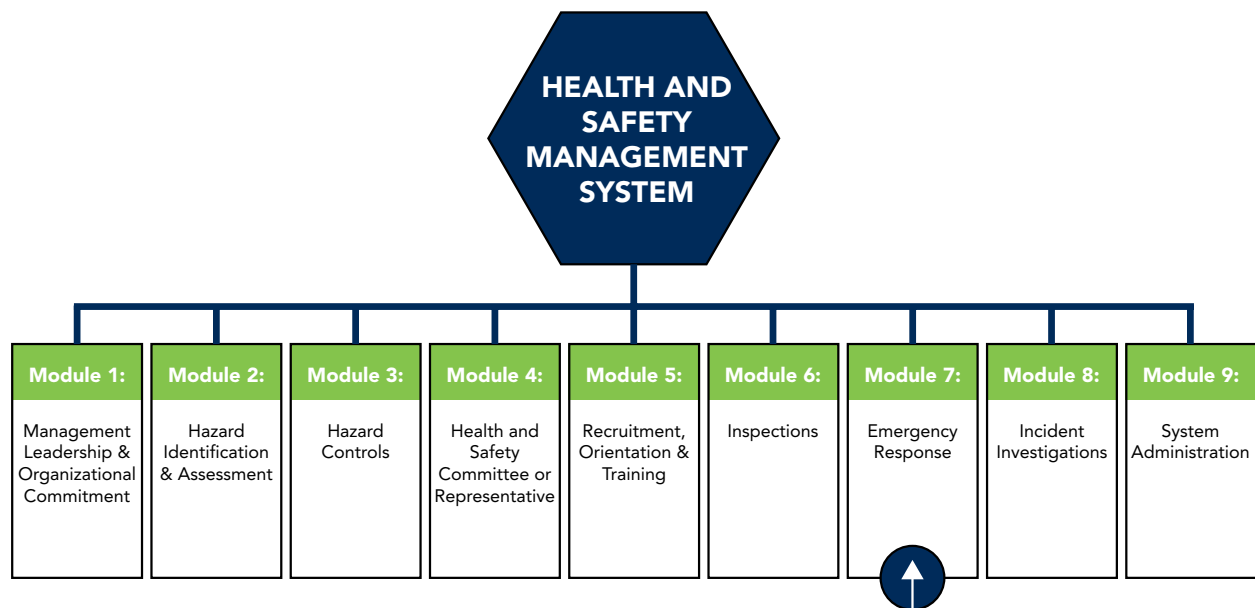 HEALTH AND
SAFETY
MANAGEMENT
SYSTEM
Module 1:
Management
Leadership &
Organizational
Commitment
Module 2:
Hazard
Identification
& Assessment
Module 3:
Hazard
Controls
Module 4:
Health and
Safety
Committee or
Representative
Module 5:
Recruitment,
Orientation &
Training
Module 6:
Inspections
Module 7:
Emergency
Response
Module 8:
Incident
Investigations
Module 9:
System
Administration